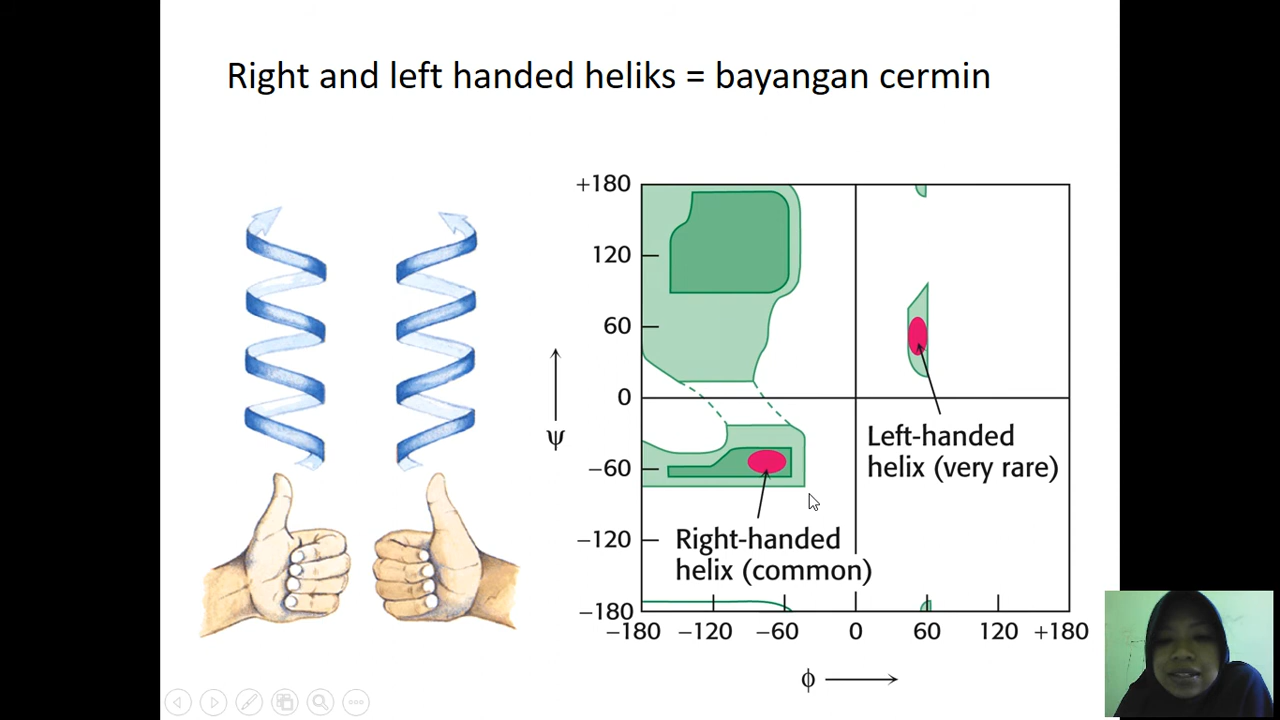 Right and left handed heliks = bayangan cermin
+180
120
60
0
−60
−120
−180
ψ
Left-handed
helix (very rare)
Right-handed
helix (common)
−180 −120 −60 0 60 120 +180
ϕ